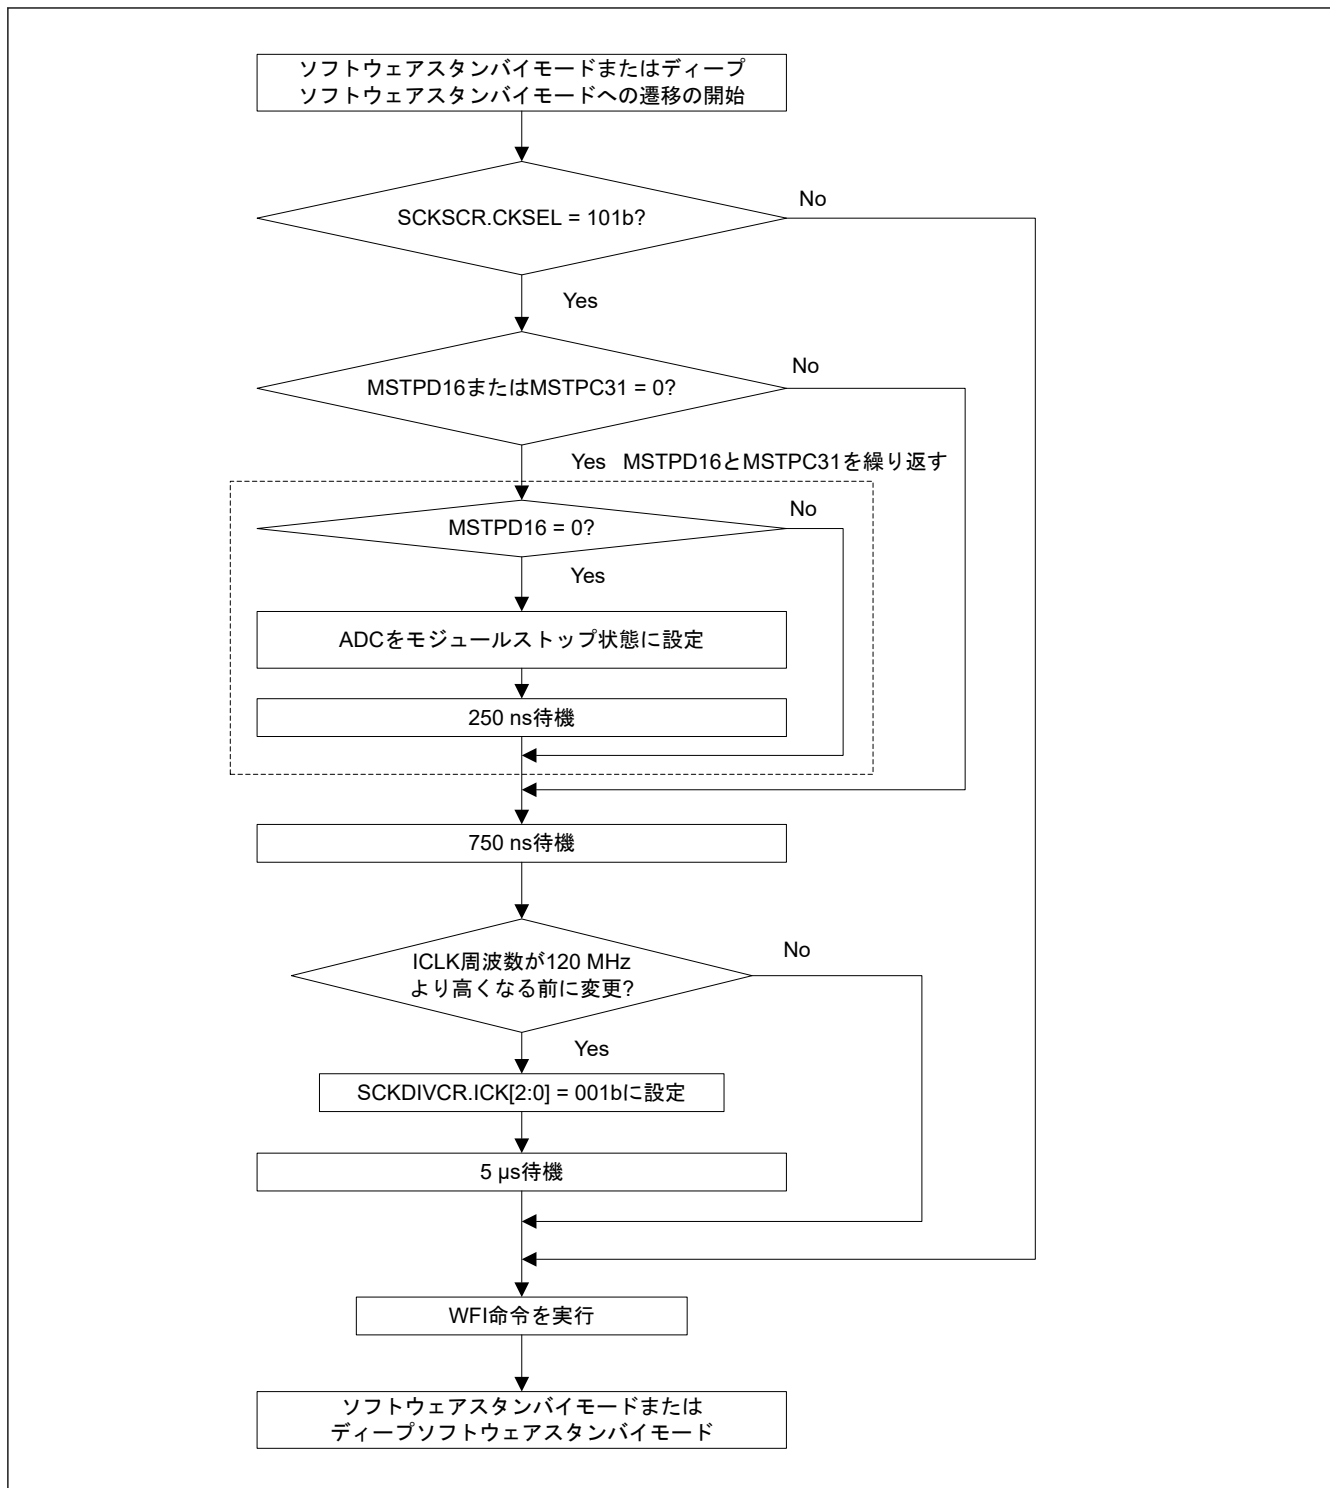 ソフトウェアスタンバイモードまたはディープ
ソフトウェアスタンバイモードへの遷移の開始
SCKSCR.CKSEL = 101b?
No
Yes
MSTPD16またはMSTPC31 = 0?
No
Yes
MSTPD16とMSTPC31を繰り返す
MSTPD16 = 0?
No
Yes
ADCをモジュールストップ状態に設定
250 ns待機
750 ns待機
ICLK周波数が120 MHz
より高くなる前に変更?
No
Yes
SCKDIVCR.ICK[2:0] = 001bに設定
5 μs待機
WFI命令を実行
ソフトウェアスタンバイモードまたは
ディープソフトウェアスタンバイモード